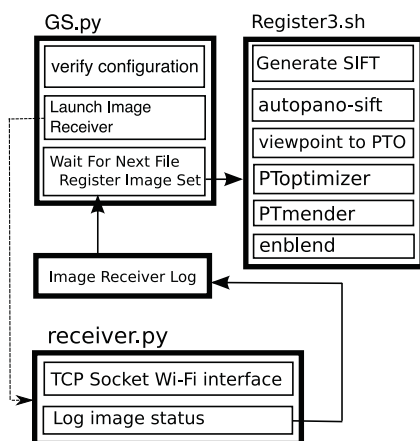 GS.py
verify configuration
Launch Image
Receiver
Wait For Next File
Register Image Set
Register3.sh
Generate SIFT
autopano-sift
viewpoint to PTO
PToptimizer
PTmender
enblend
Image Receiver Log
receiver.py
TCP Socket Wi-Fi interface
Log image status